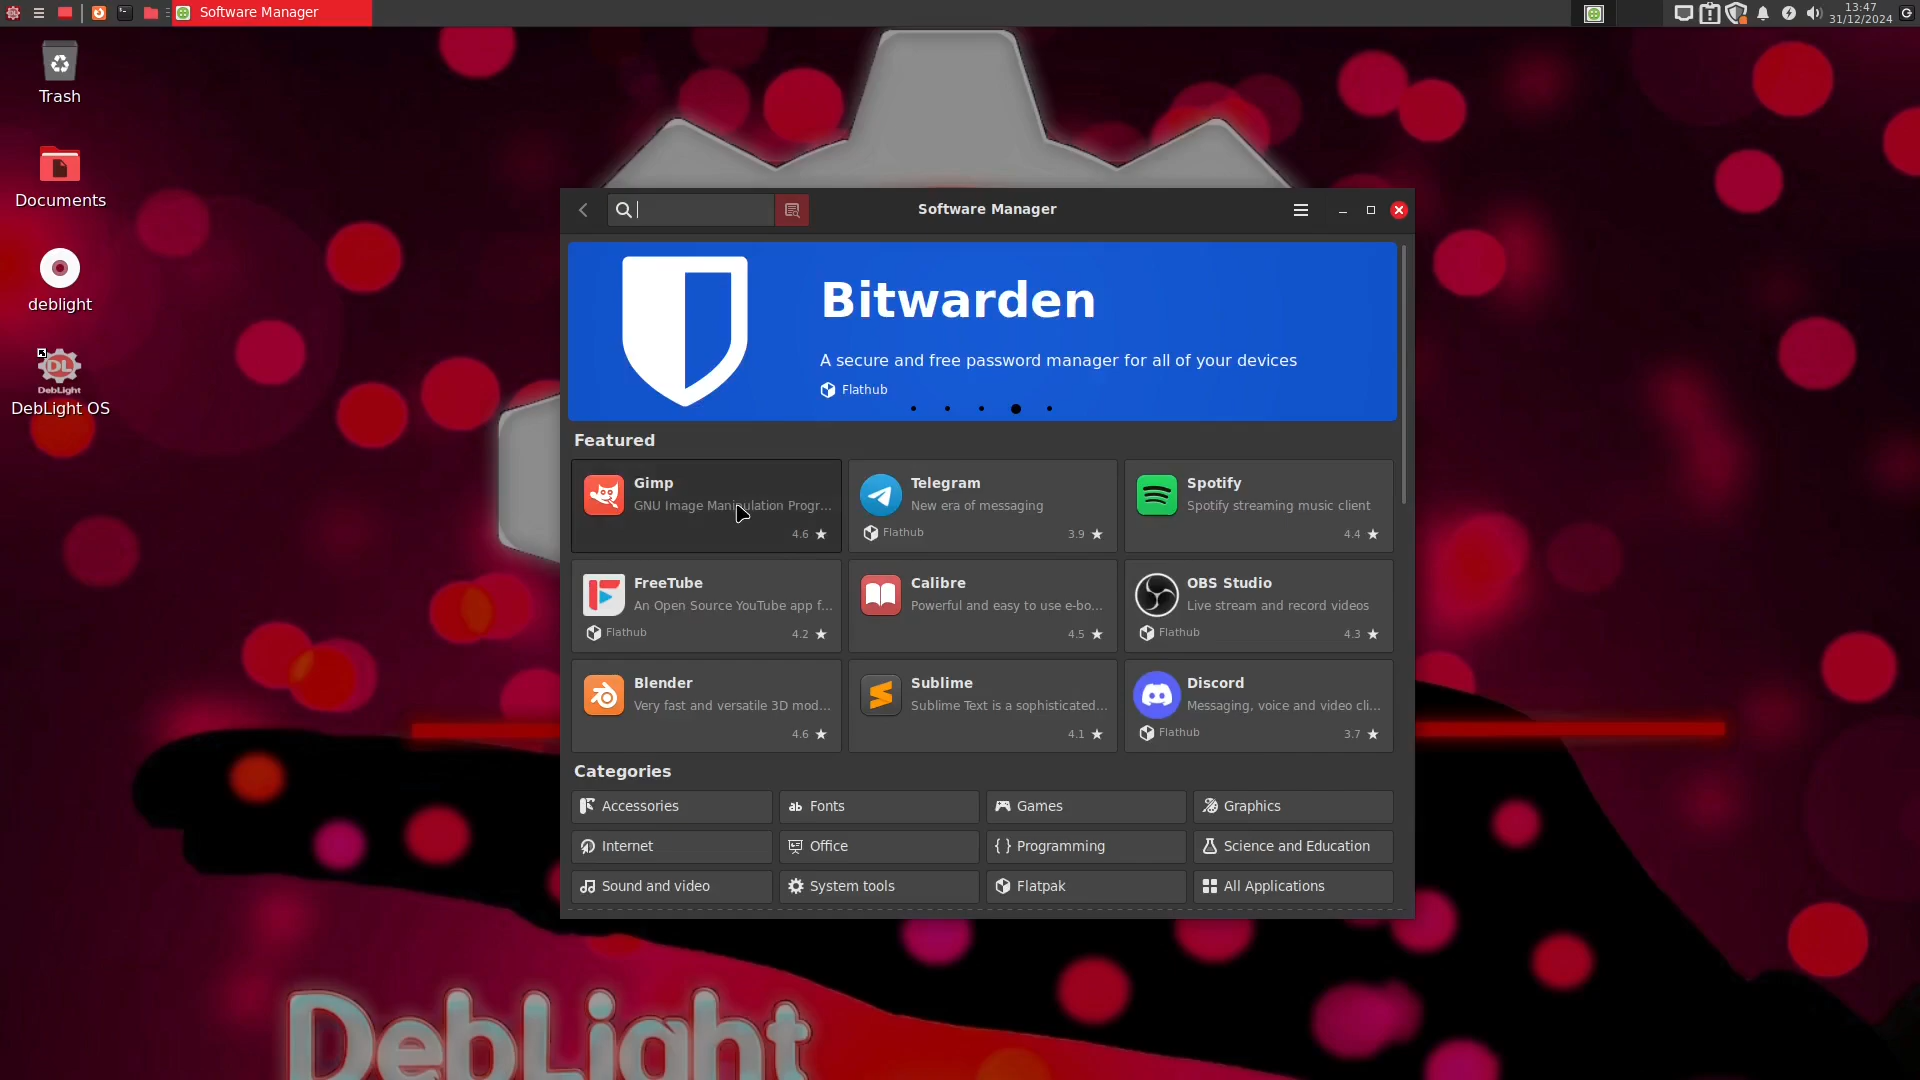 Software Manager
13:47
31/12/2024
Trash
Documents
deblight
DL
DebLight
DebLight OS
Software Manager
Bitwarden
A secure and free password manager for all of your devices
Flathub
Featured
Gimp
GNU Image Manipulation Progr...
4.6 ★
Telegram
New era of messaging
Flathub
3.9 ★
Spotify
Spotify streaming music client
4.4 ★
FreeTube
An Open Source YouTube app f...
Flathub
4.2 ★
Calibre
Powerful and easy to use e-bo...
4.5 ★
OBS Studio
Live stream and record videos
Flathub
4.3 ★
Blender
Very fast and versatile 3D mod...
4.6 ★
Sublime
Sublime Text is a sophisticated...
4.1 ★
Discord
Messaging, voice and video cli...
Flathub
3.7 ★
Categories
Accessories
ab Fonts
Games
Graphics
Internet
Office
{ } Programming
Science and Education
Sound and video
System tools
Flatpak
All Applications
DebLight